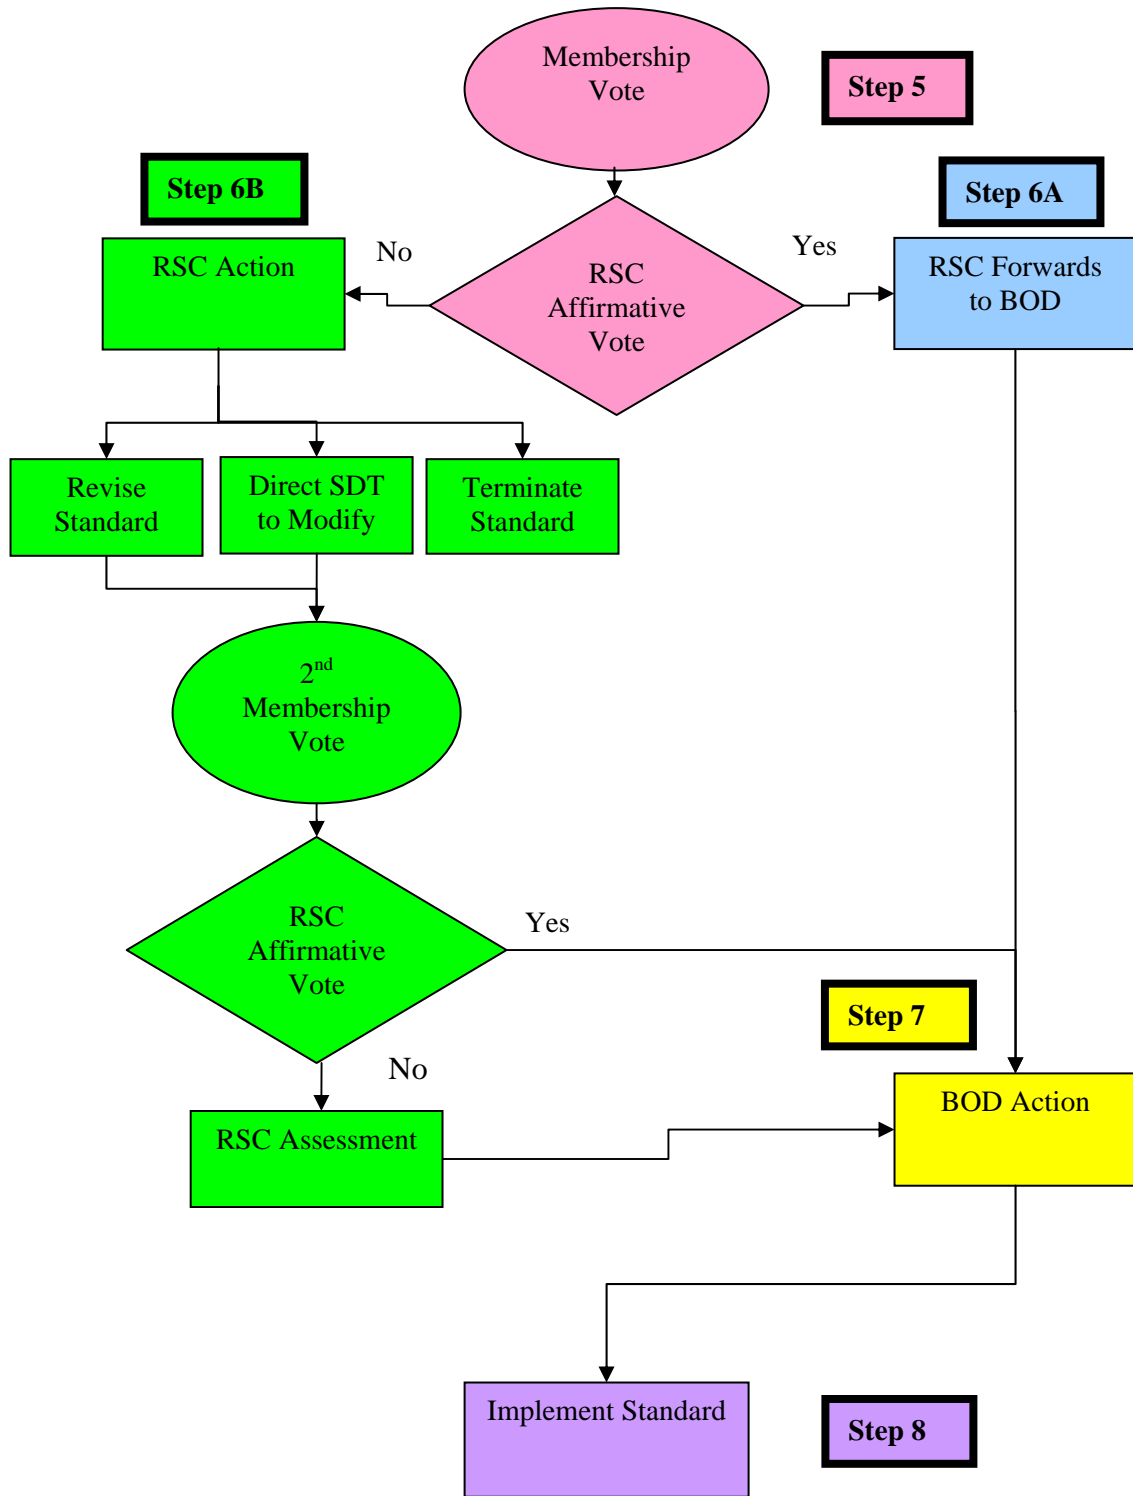 Membership
Vote
Step 5
Step 6B
Step 6A
RSC Action
No
RSC
Affirmative
Vote
Yes
RSC Forwards
to BOD
Revise
Standard
Direct SDT
to Modify
Terminate
Standard
2nd
Membership
Vote
RSC
Affirmative
Vote
Yes
No
Step 7
RSC Assessment
BOD Action
Implement Standard
Step 8